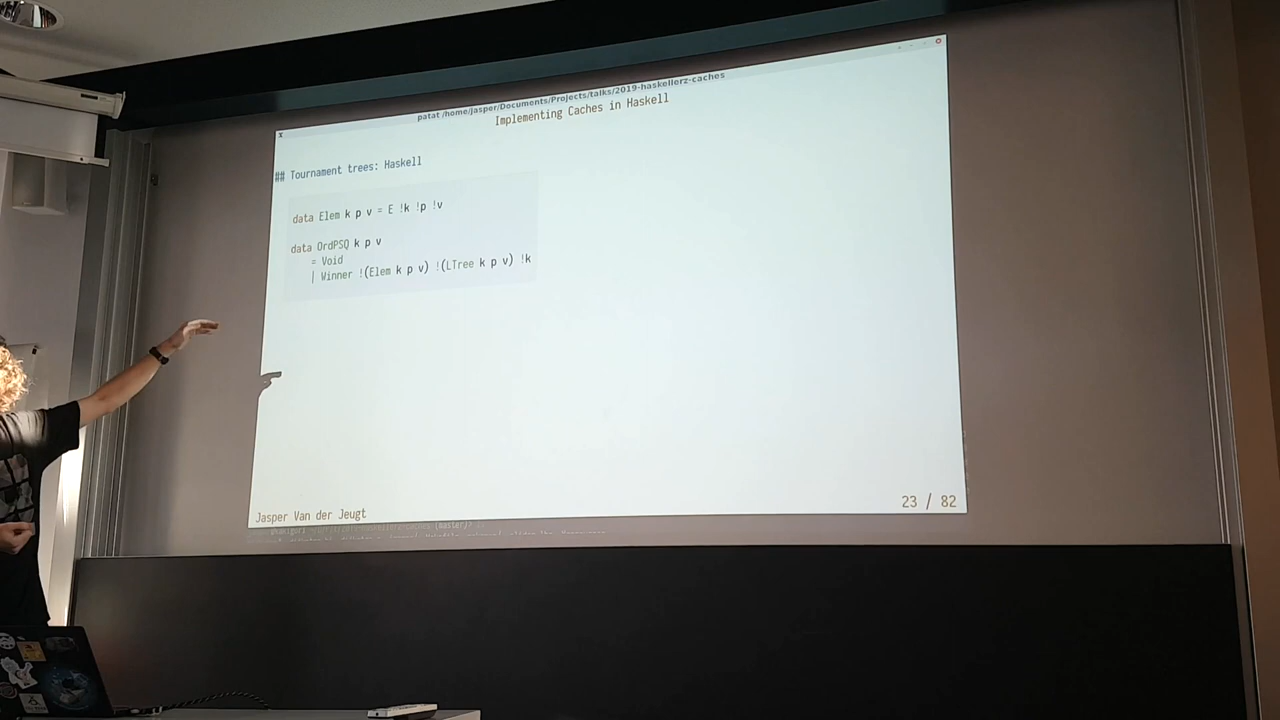 patat /home/jasper/Documents/Projects/talks/2019-haskellerz-caches
Implementing Caches in Haskell
## Tournament trees: Haskell
data Elem k p v = E !k !p !v
data OrdPSQ k p v
= Void
| Winner !(Elem k p v) !(LTree k p v) !k
Jasper Van der Jeugt
23 / 82